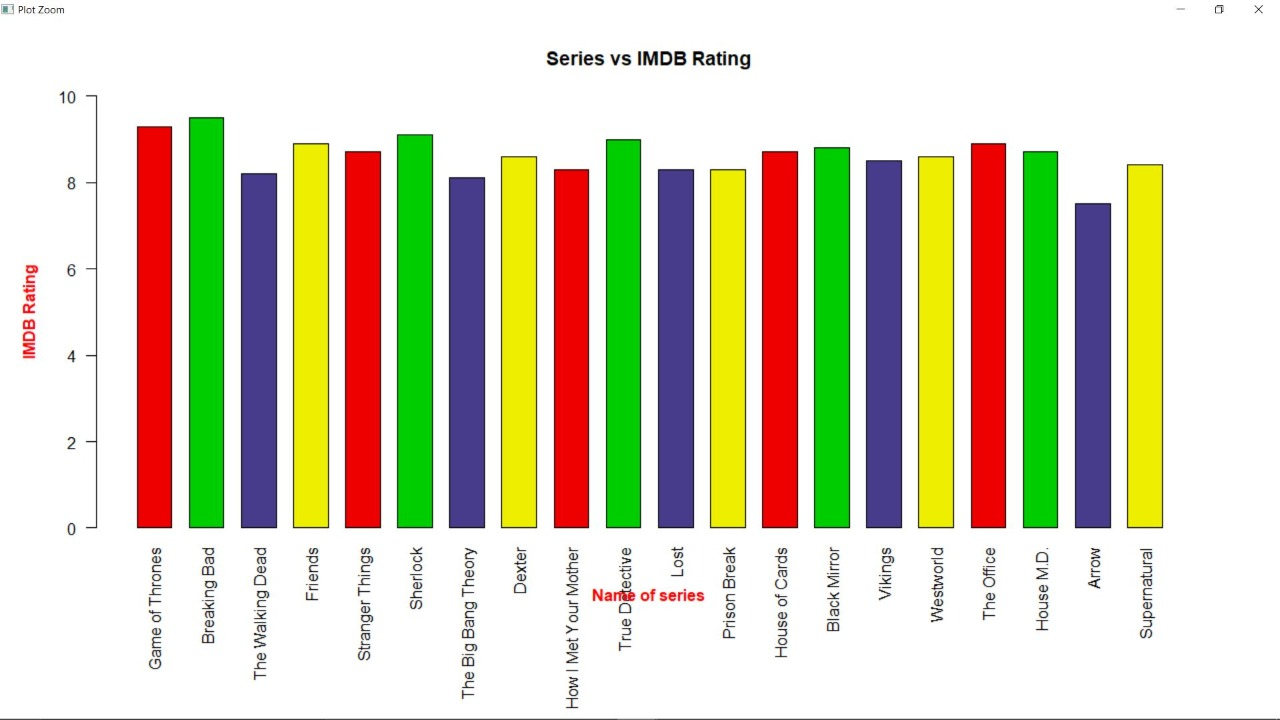 Plot Zoom
Series vs IMDB Rating
IMDB Rating
10
8
6
4
2
0
Game of Thrones
Breaking Bad
The Walking Dead
Friends
Stranger Things
Sherlock
The Big Bang Theory
Dexter
How I Met Your Mother
True Detective
Lost
Prison Break
House of Cards
Black Mirror
Vikings
Westworld
The Office
House M.D.
Arrow
Supernatural
Name of series